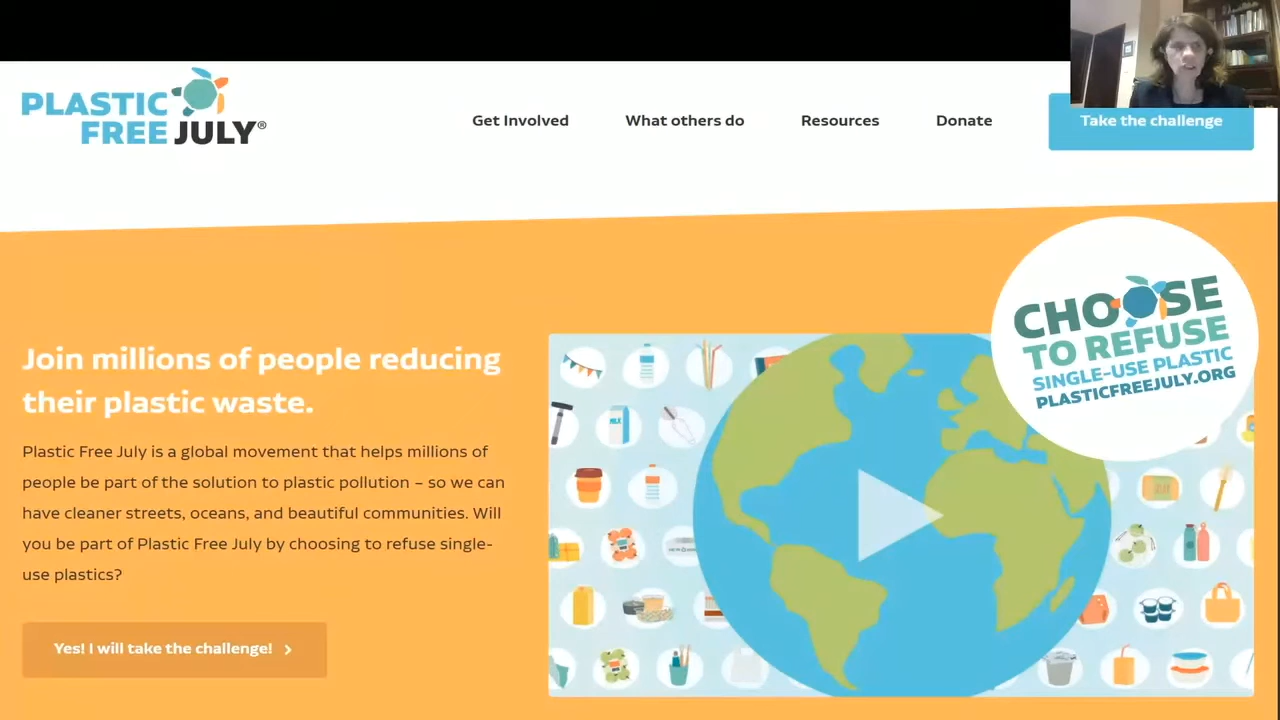 PLASTIC
FREE JULY®
Get Involved
What others do
Resources
Donate
Take the challenge
CHOOSE
TO REFUSE
SINGLE-USE PLASTIC
PLASTICFREEJULY.ORG
Join millions of people reducing
their plastic waste.
Plastic Free July is a global movement that helps millions of
people be part of the solution to plastic pollution – so we can
have cleaner streets, oceans, and beautiful communities. Will
you be part of Plastic Free July by choosing to refuse single-
use plastics?
Yes! I will take the challenge!
MILK